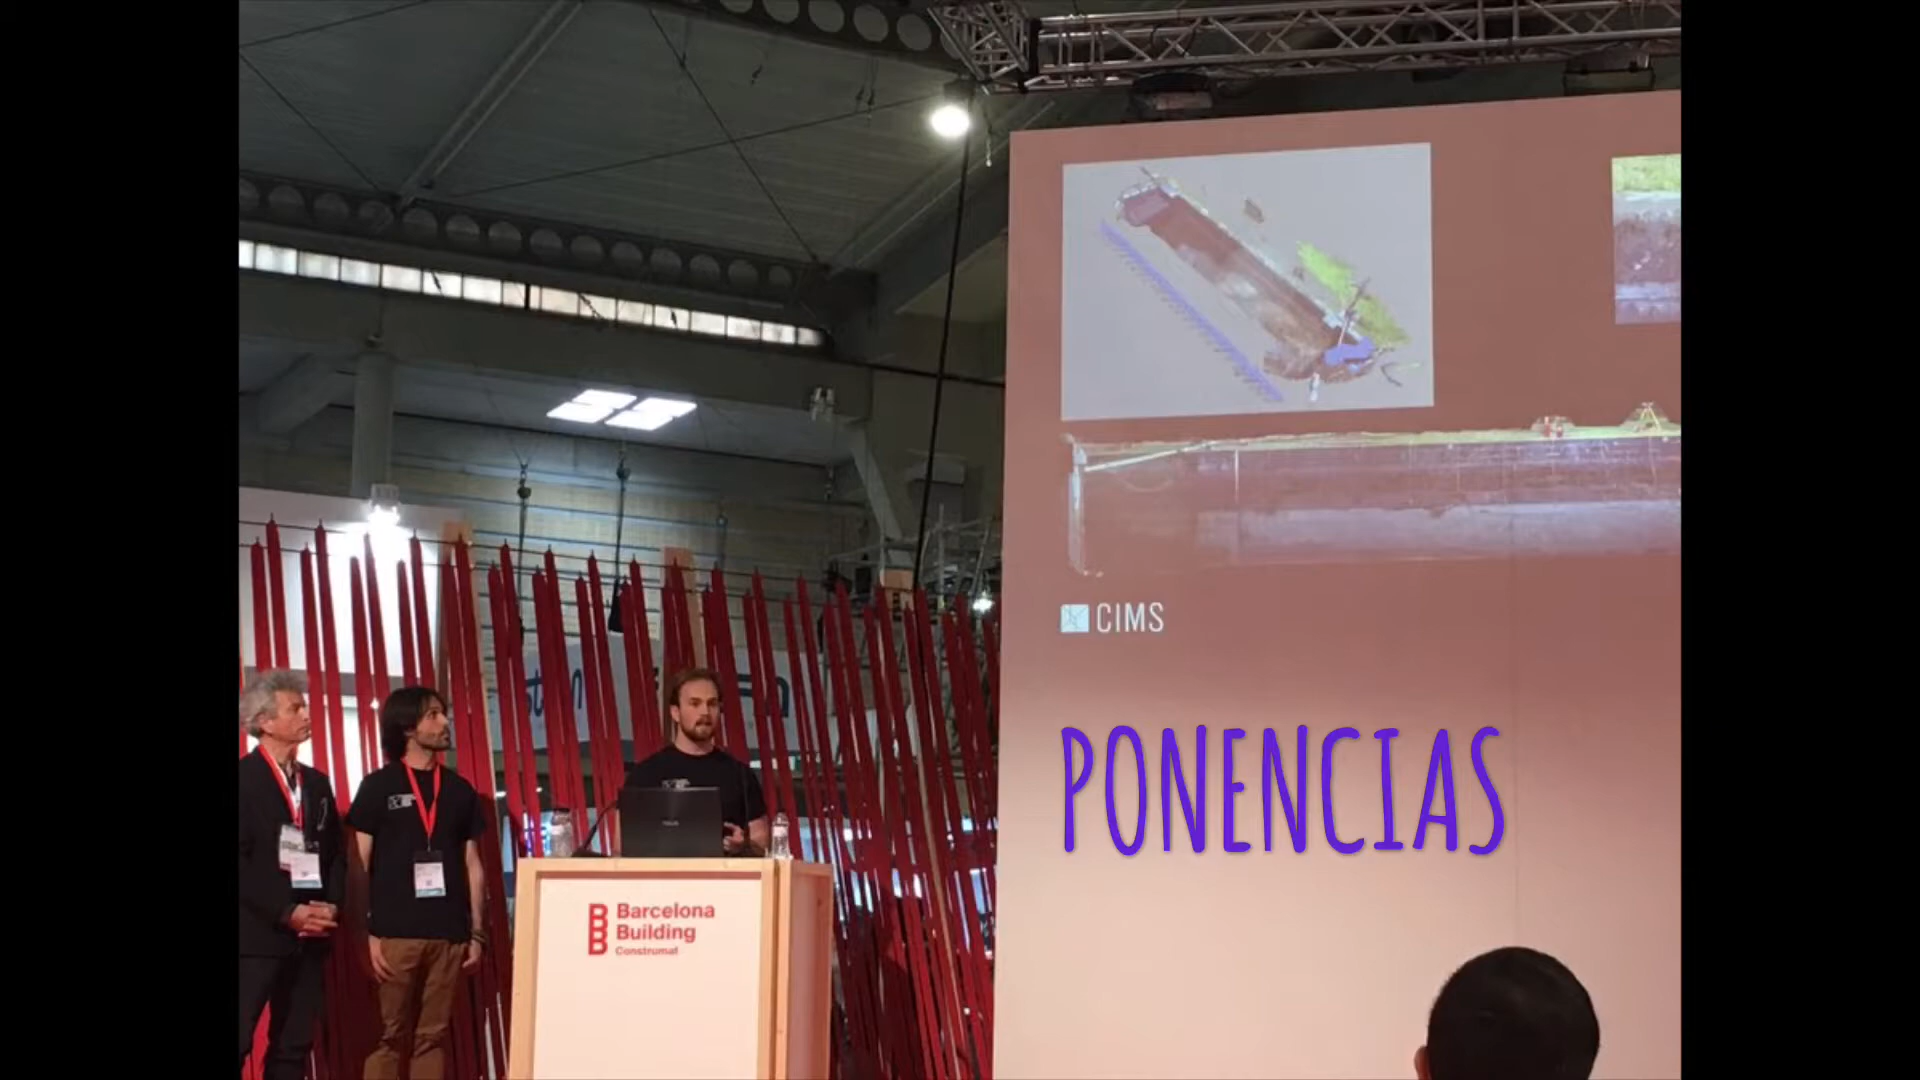 CIMS
PONENCIAS
Barcelona
Building
Construmat